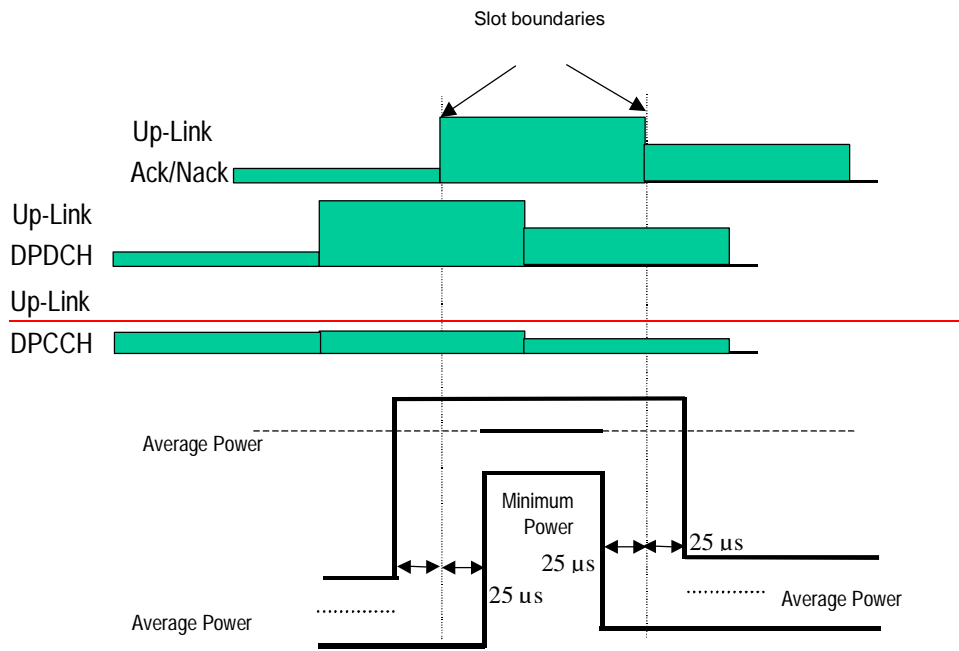 Slot boundaries
Up-Link
Ack/Nack
Up-Link
DPDCH
Up-Link
DPCCH
Average Power
Minimum
Power
25 µs
25 µs
25 µs
Average Power
Average Power